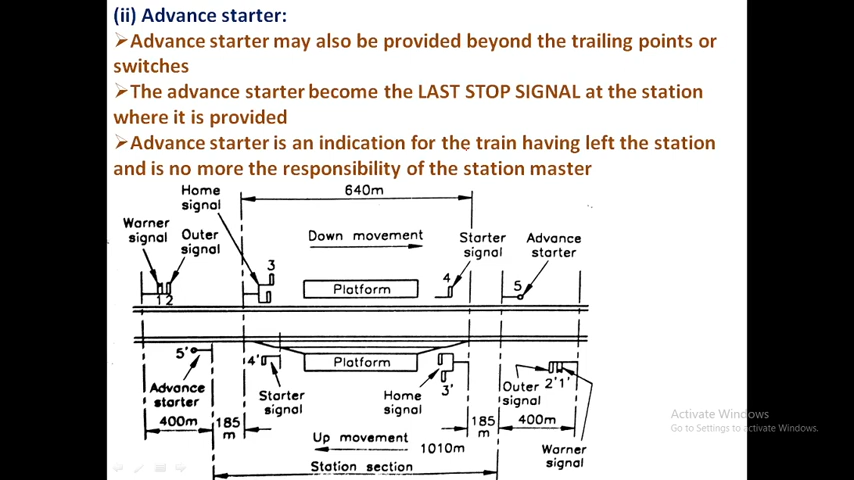 (ii) Advance starter:
➢Advance starter may also be provided beyond the trailing points or
switches
➢The advance starter become the LAST STOP SIGNAL at the station
where it is provided
➢Advance starter is an indication for the train having left the station
and is no more the responsibility of the station master
Home
signal
640m
Warner
signal
Outer
signal
Down movement
Starter
signal
Advance
starter
3
4
5
1 2
Platform
5'
4'
Platform
3'
2' 1'
Advance
starter
Starter
signal
Home
signal
Outer
signal
400m
185
m
185
m
400m
Up movement
1010m
Warner
signal
Station section
Activate Windows
Go to Settings to activate Windows.